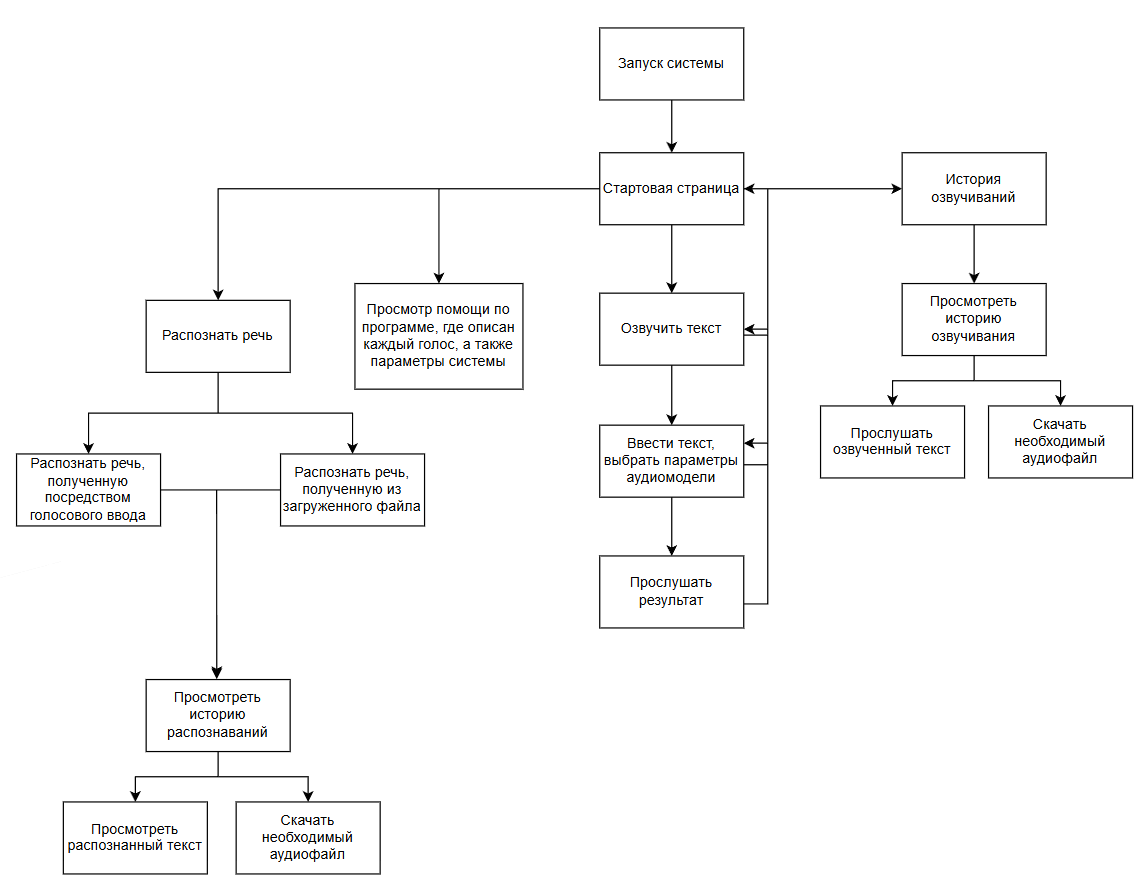 Запуск системы
Стартовая страница
История
озвучиваний
Распознать речь
Просмотр помощи по
программе, где описан
каждый голос, а также
параметры системы
Озвучить текст
Просмотреть
историю
озвучивания
Распознать речь,
полученную
посредством
голосового ввода
Распознать речь,
полученную из
загруженного файла
Ввести текст,
выбрать параметры
аудиомодели
Прослушать
озвученный текст
Скачать
необходимый
аудиофайл
Прослушать
результат
Просмотреть
историю
распознаваний
Просмотреть
распознанный текст
Скачать
необходимый
аудиофайл